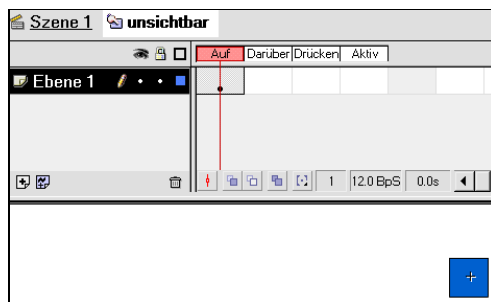 Szene 1 unsichtbar
Auf Darüber Drücken Aktiv
Ebene 1
1 12.0 BpS 0.0s